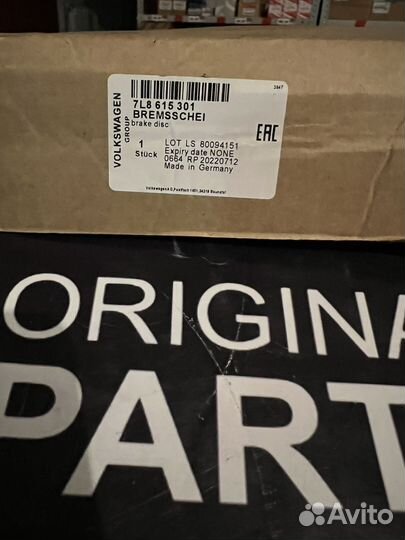 3847
VOLKSWAGEN
GROUP
7L8 615 301
BREMSSCHEI
brake disc
1
Stück
LOT LS 80094151
Expiry date NONE
0664 RP 20220712
Made in Germany
EAC
ORIGINA
PART
Avito